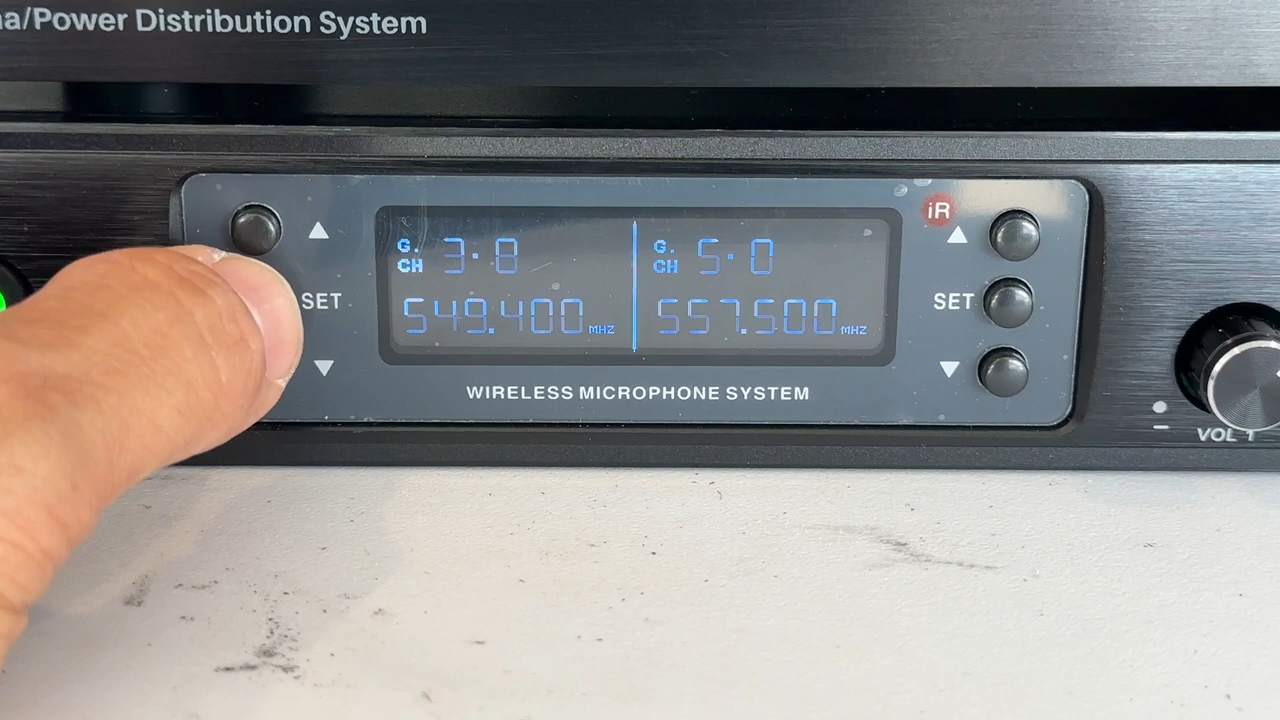 a/Power Distribution System
iR
G. CH 3.8
G. CH 5.0
SET
549.400 MHZ
557.500 MHZ
SET
WIRELESS MICROPHONE SYSTEM
VOL 1